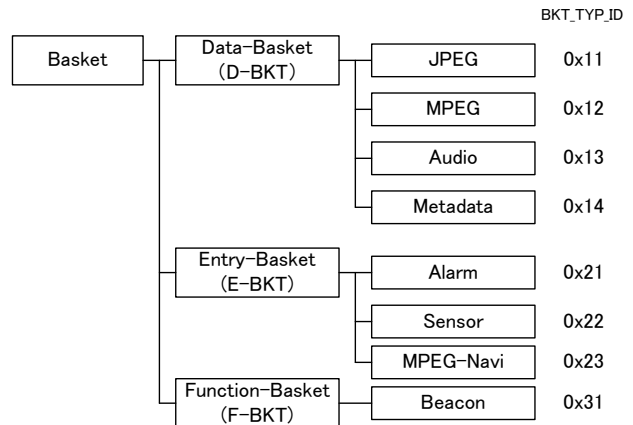 BKT_TYP_ID
Basket
Data-Basket
(D-BKT)
JPEG 0x11
MPEG 0x12
Audio 0x13
Metadata 0x14
Entry-Basket
(E-BKT)
Alarm 0x21
Sensor 0x22
MPEG-Navi 0x23
Function-Basket
(F-BKT)
Beacon 0x31